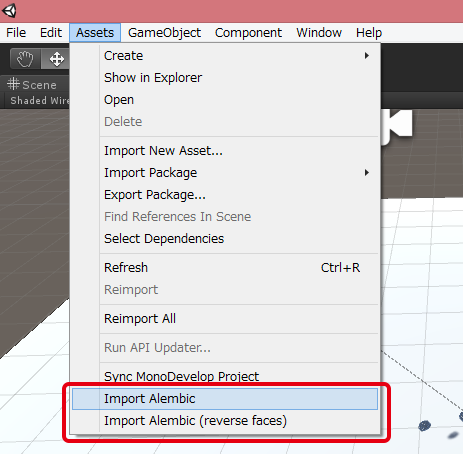 File Edit Assets GameObject Component Window Help
Create
Show in Explorer
Open
Delete
Import New Asset...
Import Package
Export Package...
Find References In Scene
Select Dependencies
Refresh Ctrl+R
Reimport
Reimport All
Run API Updater...
Sync MonoDevelop Project
Import Alembic
Import Alembic (reverse faces)
Scene
Shaded Wire